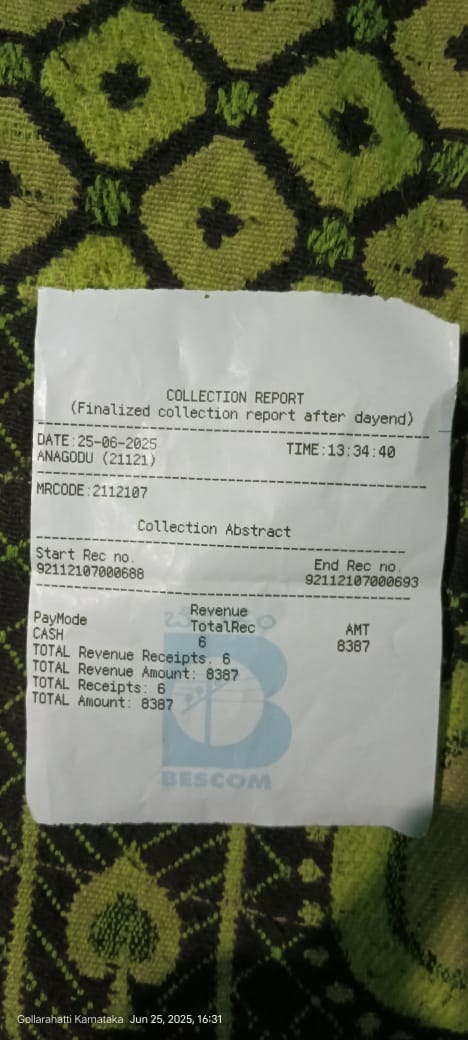 COLLECTION REPORT
(Finalized collection report after dayend)
DATE:25-06-2025 TIME:13:34:40
ANAGODU (21121)
MRCODE:2112107
Collection Abstract
Start Rec no. End Rec no.
92112107000688 92112107000693
Revenue
PayMode TotalRec AMT
CASH 6 8387
TOTAL Revenue Receipts: 6
TOTAL Revenue Amount: 8387
TOTAL Receipts: 6
TOTAL Amount: 8387
BESCOM
Gollarahatti Karnataka Jun 25, 2025, 16:31